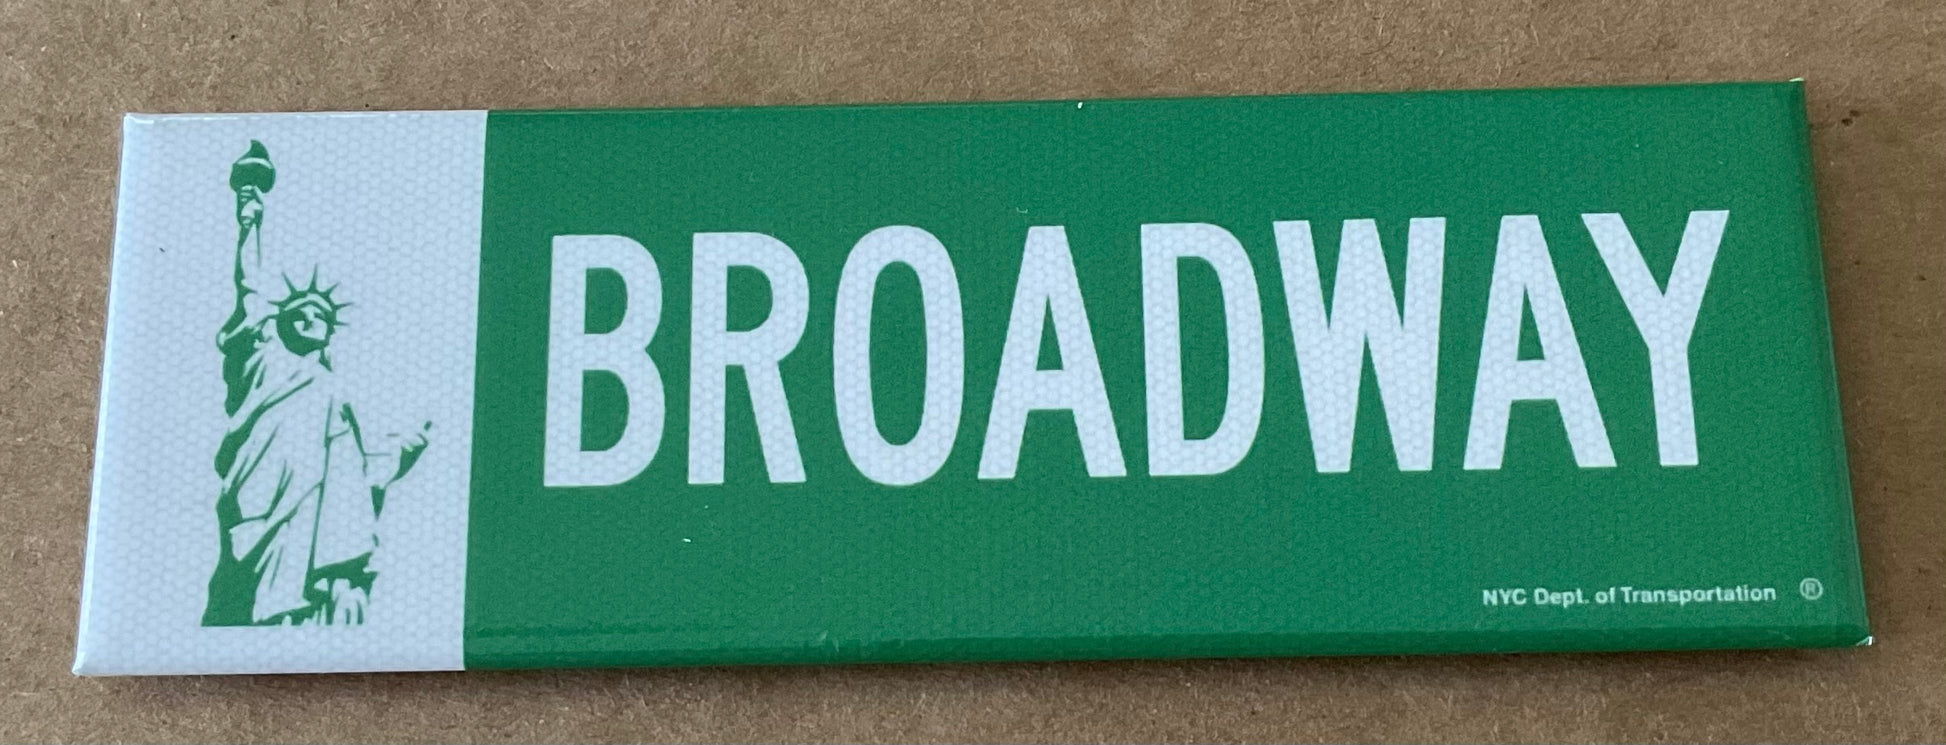 BROADWAY
NYC Dept. of Transportation ®